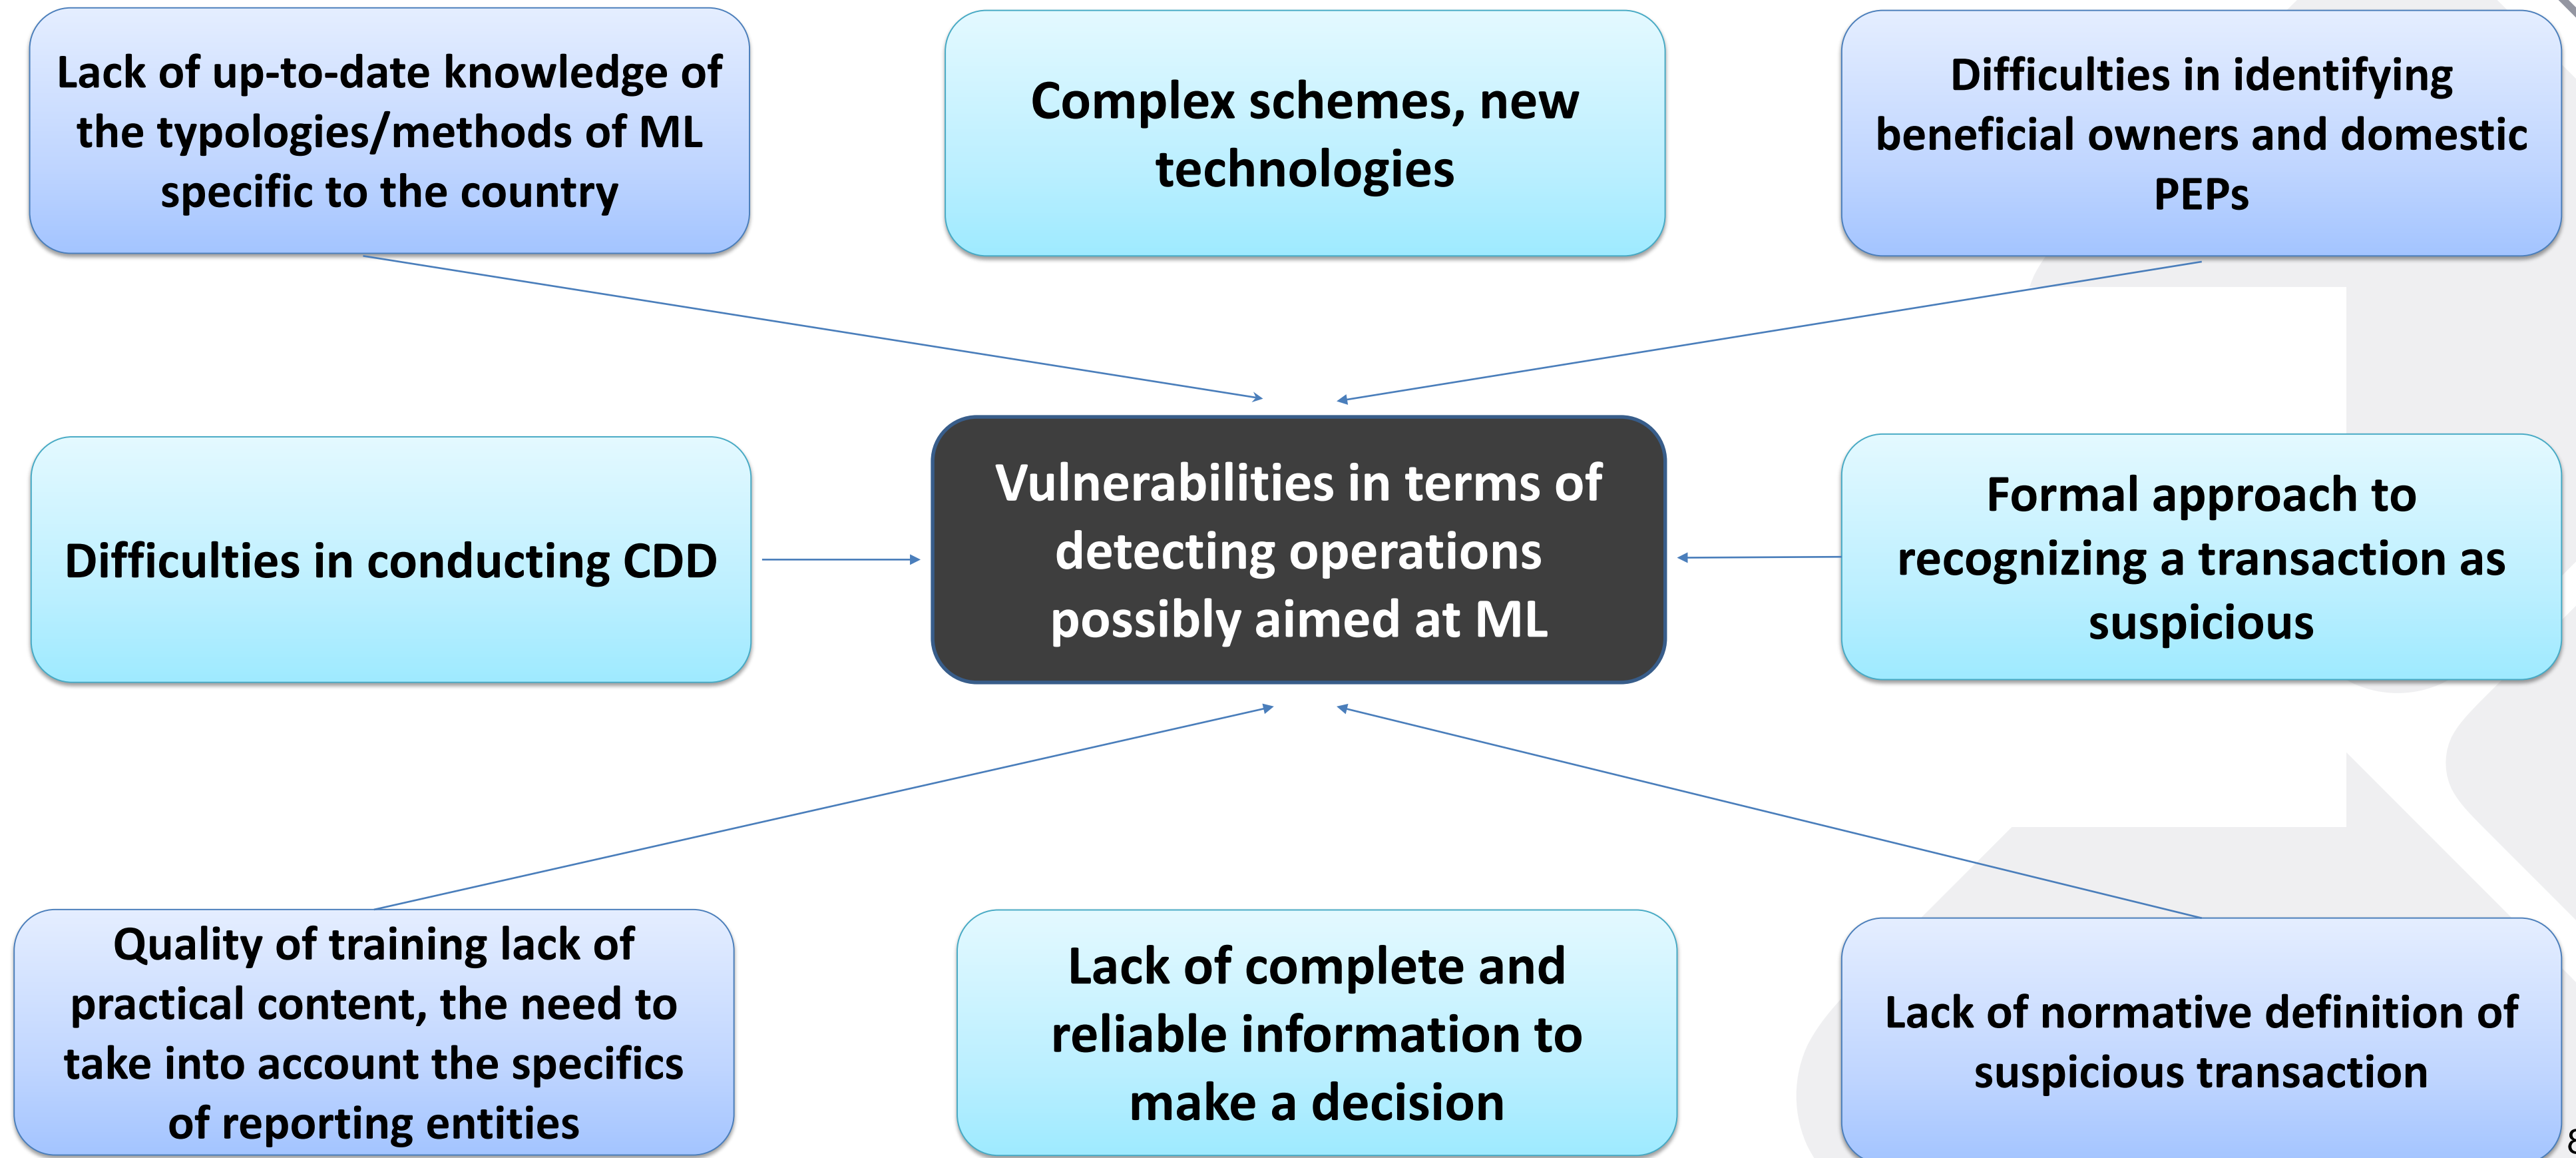 Lack of up-to-date knowledge of
the typologies/methods of ML
specific to the country
Complex schemes, new
technologies
Difficulties in identifying
beneficial owners and domestic
PEPs
Difficulties in conducting CDD
Vulnerabilities in terms of
detecting operations
possibly aimed at ML
Formal approach to
recognizing a transaction as
suspicious
Quality of training lack of
practical content, the need to
take into account the specifics
of reporting entities
Lack of complete and
reliable information to
make a decision
Lack of normative definition of
suspicious transaction